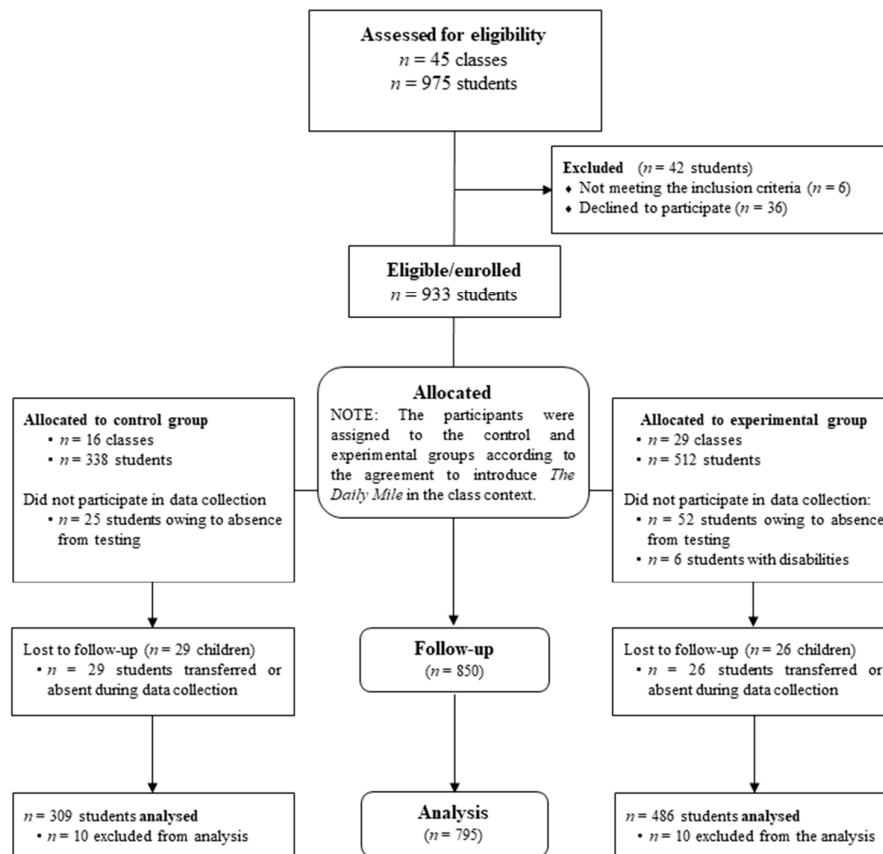 Assessed for eligibility
n = 45 classes
n = 975 students
Excluded (n = 42 students)
♦ Not meeting the inclusion criteria (n = 6)
♦ Declined to participate (n = 36)
Eligible/enrolled
n = 933 students
Allocated
NOTE: The participants were
assigned to the control and
experimental groups according to
the agreement to introduce The
Daily Mile in the class context.
Allocated to control group
• n = 16 classes
• n = 338 students
Did not participate in data collection
• n = 25 students owing to absence
from testing
Allocated to experimental group
• n = 29 classes
• n = 512 students
Did not participate in data collection:
• n = 52 students owing to absence
from testing
• n = 6 students with disabilities
Lost to follow-up (n = 29 children)
• n = 29 students transferred or
absent during data collection
Follow-up
(n = 850)
Lost to follow-up (n = 26 children)
• n = 26 students transferred or
absent during data collection
n = 309 students analysed
• n = 10 excluded from analysis
Analysis
(n = 795)
n = 486 students analysed
• n = 10 excluded from the analysis